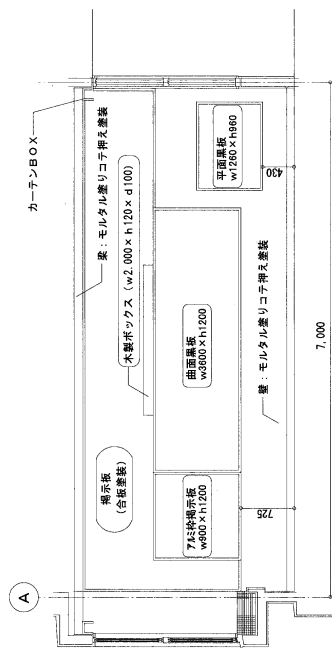 カーテンBOX
梁：モルタル塗りコテ押え塗装
木製ボックス（w2.000×h120×d100）
掲示板
（合板塗装）
平面黒板
w1260×h960
430
曲面黒板
w3600×h1200
壁：モルタル塗りコテ押え塗装
アルミ枠掲示板
w900×h1200
725
7,000
A